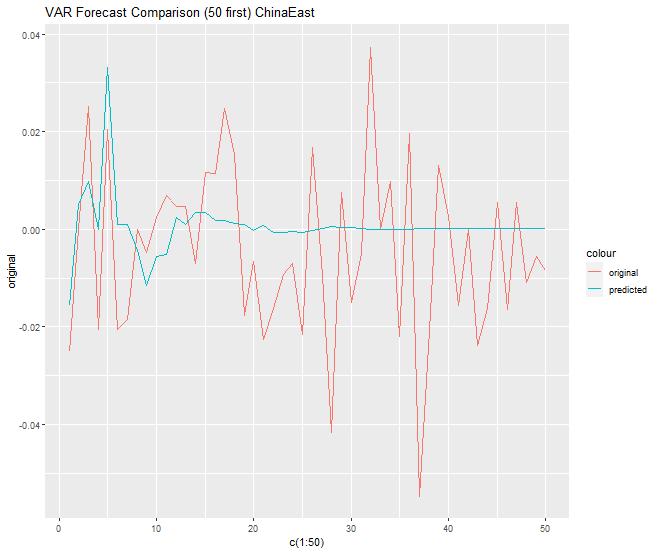 VAR Forecast Comparison (50 first) ChinaEast
0.04
0.02
0.00
-0.02
-0.04
original
0
10
20
30
40
50
c(1:50)
colour
original
predicted